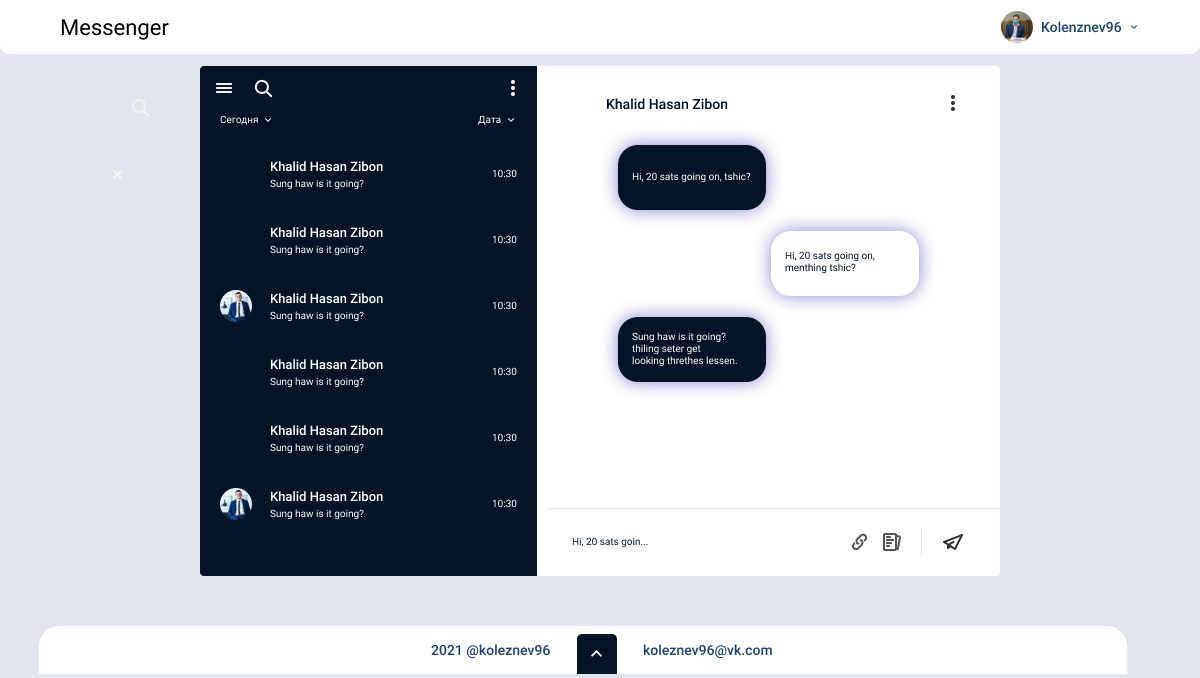 Messenger
Kolenznev96
Сегодня
Дата
Khalid Hasan Zibon
Sung haw is it going?
10:30
Khalid Hasan Zibon
Sung haw is it going?
10:30
Khalid Hasan Zibon
Sung haw is it going?
10:30
Khalid Hasan Zibon
Sung haw is it going?
10:30
Khalid Hasan Zibon
Sung haw is it going?
10:30
Khalid Hasan Zibon
Sung haw is it going?
10:30
Khalid Hasan Zibon
Hi, 20 sats going on, tshic?
Hi, 20 sats going on,
menthing tshic?
Sung haw is it going?
thiling seter get
looking threthes lessen.
Hi, 20 sats goin...
2021 @koleznev96
koleznev96@vk.com